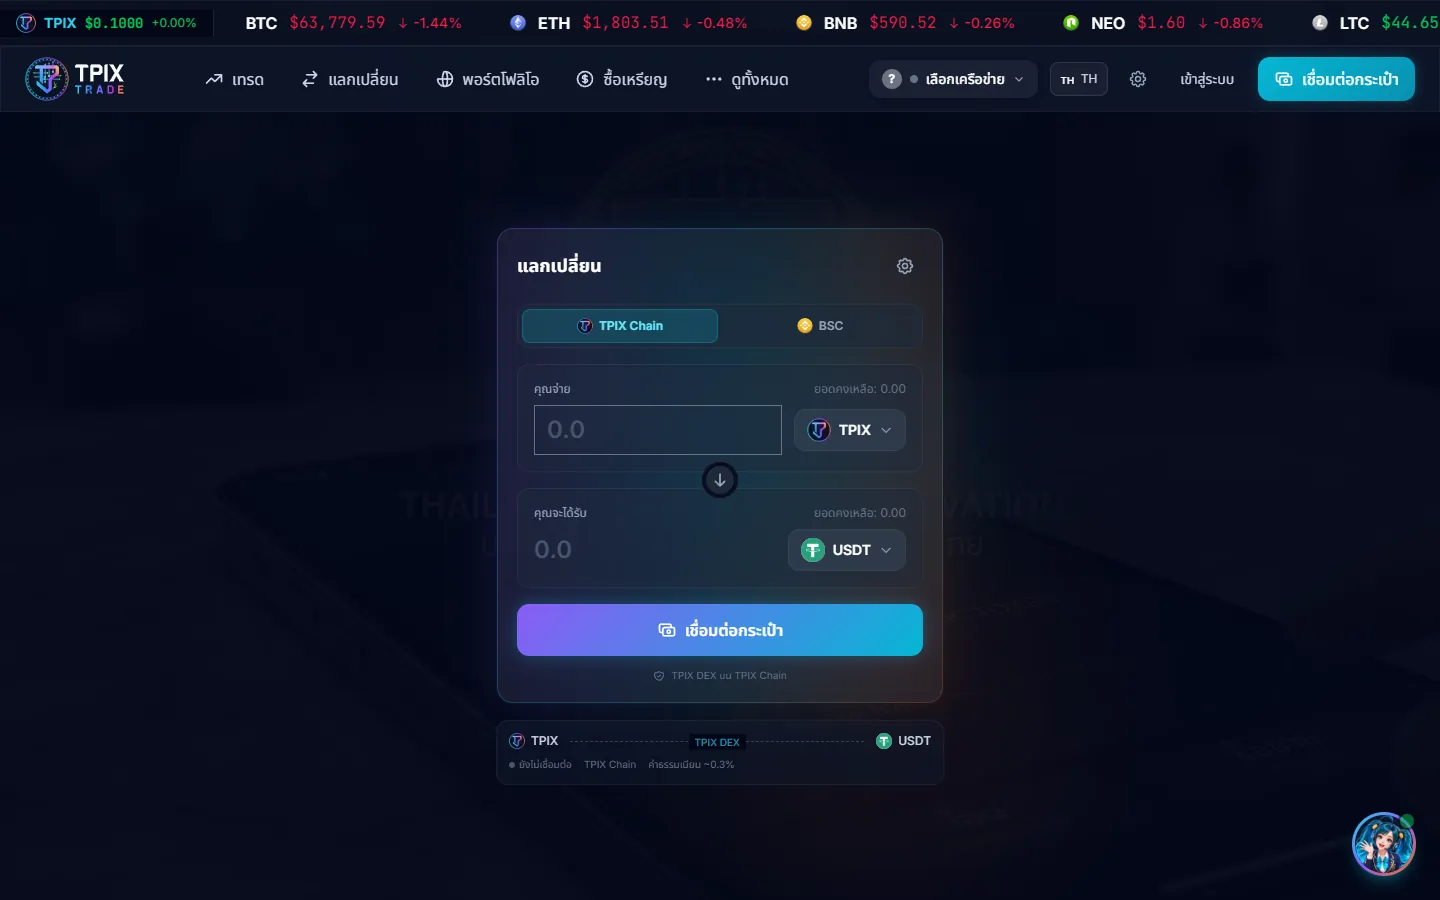 TPIX $0.1000 +0.00% BTC $63,779.59 ↓ -1.44% ETH $1,803.51 ↓ -0.48% BNB $590.52 ↓ -0.26% NEO $1.60 ↓ -0.86% LTC $44.65
TPIX TRADE เทรด แลกเปลี่ยน พอร์ตโฟลิโอ ซื้อเหรียญ ดูทั้งหมด ? เลือกเครือข่าย TH TH เข้าสู่ระบบ เชื่อมต่อกระเป๋า
แลกเปลี่ยน
TPIX Chain BSC
คุณจ่าย ยอดคงเหลือ: 0.00
0.0 TPIX
คุณจะได้รับ ยอดคงเหลือ: 0.00
0.0 USDT
เชื่อมต่อกระเป๋า
TPIX DEX บน TPIX Chain
TPIX TPIX DEX USDT
ยังไม่เชื่อมต่อ TPIX Chain ค่าธรรมเนียม ~0.3%